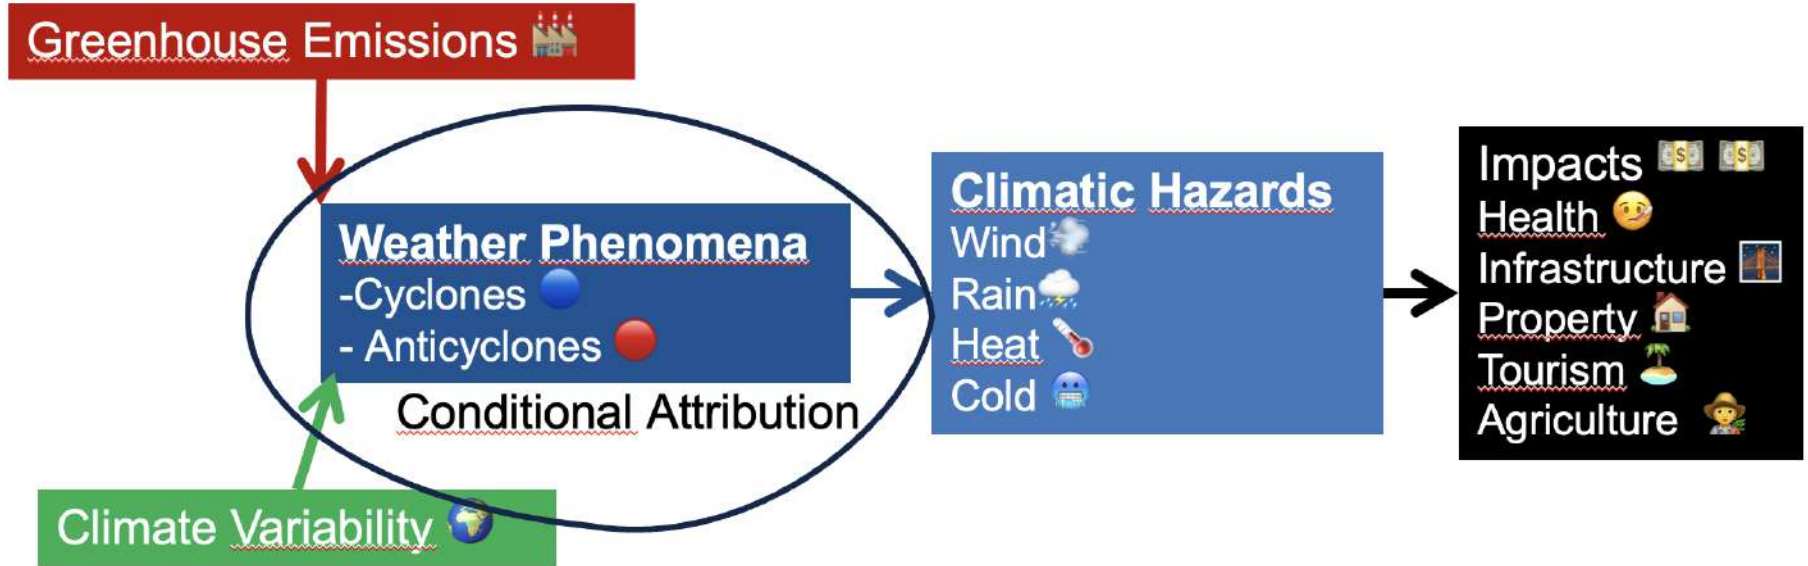 Greenhouse Emissions
Weather Phenomena
-Cyclones
- Anticyclones
Conditional Attribution
Climate Variability
Climatic Hazards
Wind
Rain
Heat
Cold
Impacts
Health
Infrastructure
Property
Tourism
Agriculture